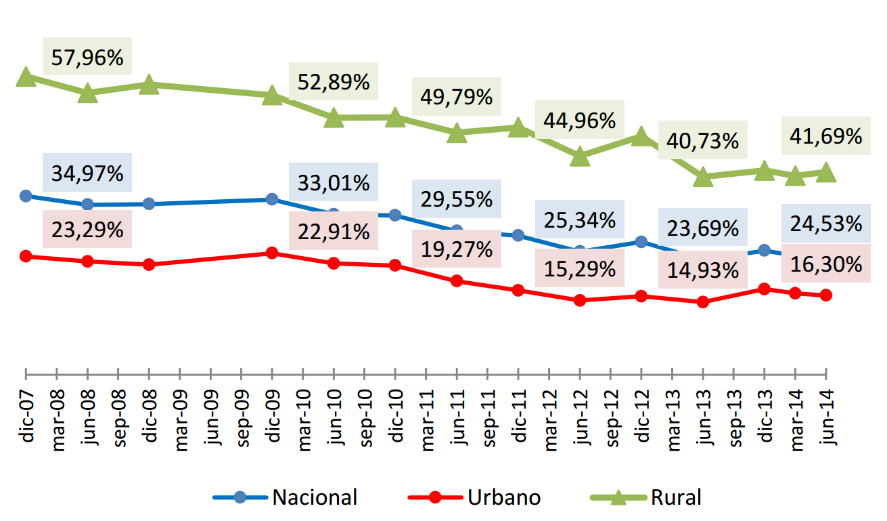 57,96%
52,89%
49,79%
44,96%
40,73%
41,69%
34,97%
33,01%
29,55%
25,34%
23,69%
24,53%
23,29%
22,91%
19,27%
15,29%
14,93%
16,30%
dic-07
mar-08
jun-08
sep-08
dic-08
mar-09
jun-09
sep-09
dic-09
mar-10
jun-10
sep-10
dic-10
mar-11
jun-11
sep-11
dic-11
mar-12
jun-12
sep-12
dic-12
mar-13
jun-13
sep-13
dic-13
mar-14
jun-14
Nacional Urbano Rural